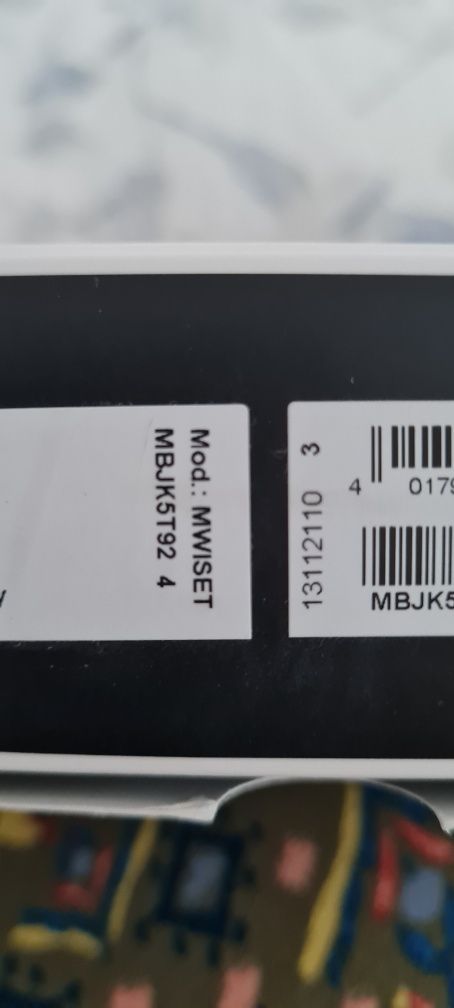 Mod.: MWISET
MBJK5T92 4
13112110 3
4 0179
MBJK5